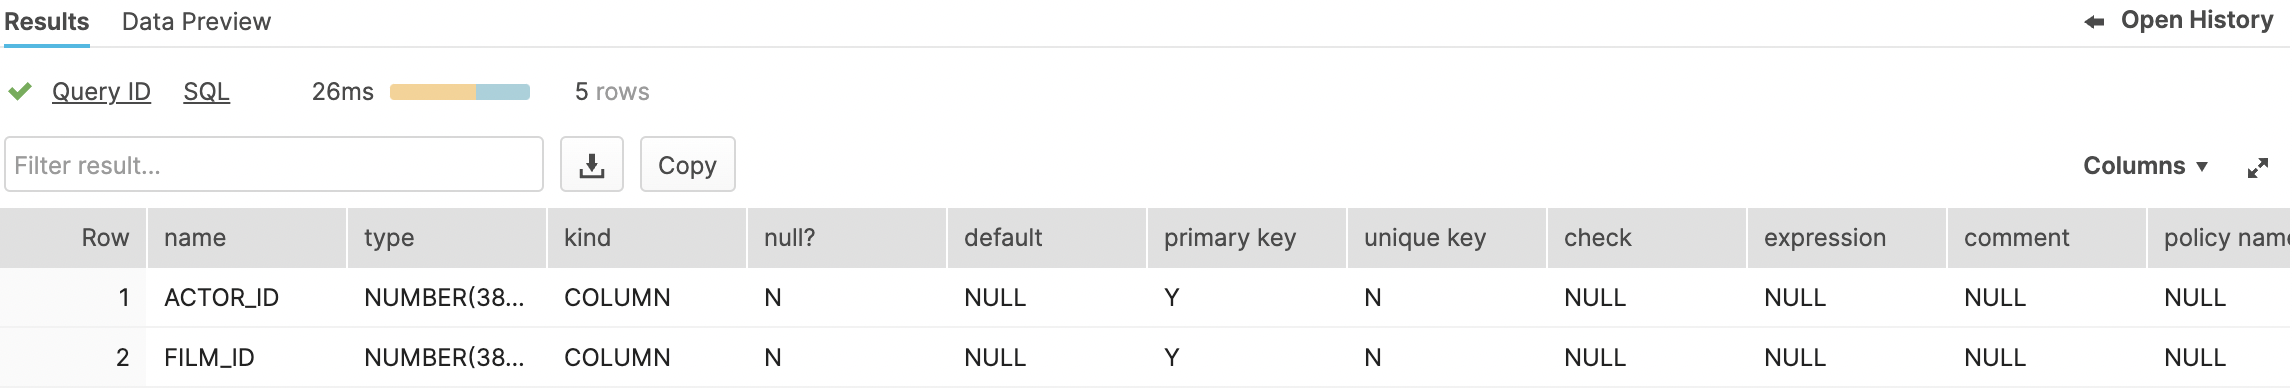 Results Data Preview Open History
Query ID SQL 26ms 5 rows
Filter result... Copy Columns
Row name type kind null? default primary key unique key check expression comment policy name
1 ACTOR_ID NUMBER(38... COLUMN N NULL Y N NULL NULL NULL NULL
2 FILM_ID NUMBER(38... COLUMN N NULL Y N NULL NULL NULL NULL